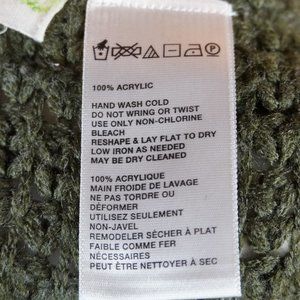 100% ACRYLIC
HAND WASH COLD
DO NOT WRING OR TWIST
USE ONLY NON-CHLORINE
BLEACH
RESHAPE & LAY FLAT TO DRY
LOW IRON AS NEEDED
MAY BE DRY CLEANED
100% ACRYLIQUE
MAIN FROIDE DE LAVAGE
NE PAS TORDRE OU
DÉFORMER
UTILISEZ SEULEMENT
NON-JAVEL
REMODELER SÈCHER À PLAT
FAIBLE COMME FER
NÉCESSAIRES
PEUT ÊTRE NETTOYER À SEC